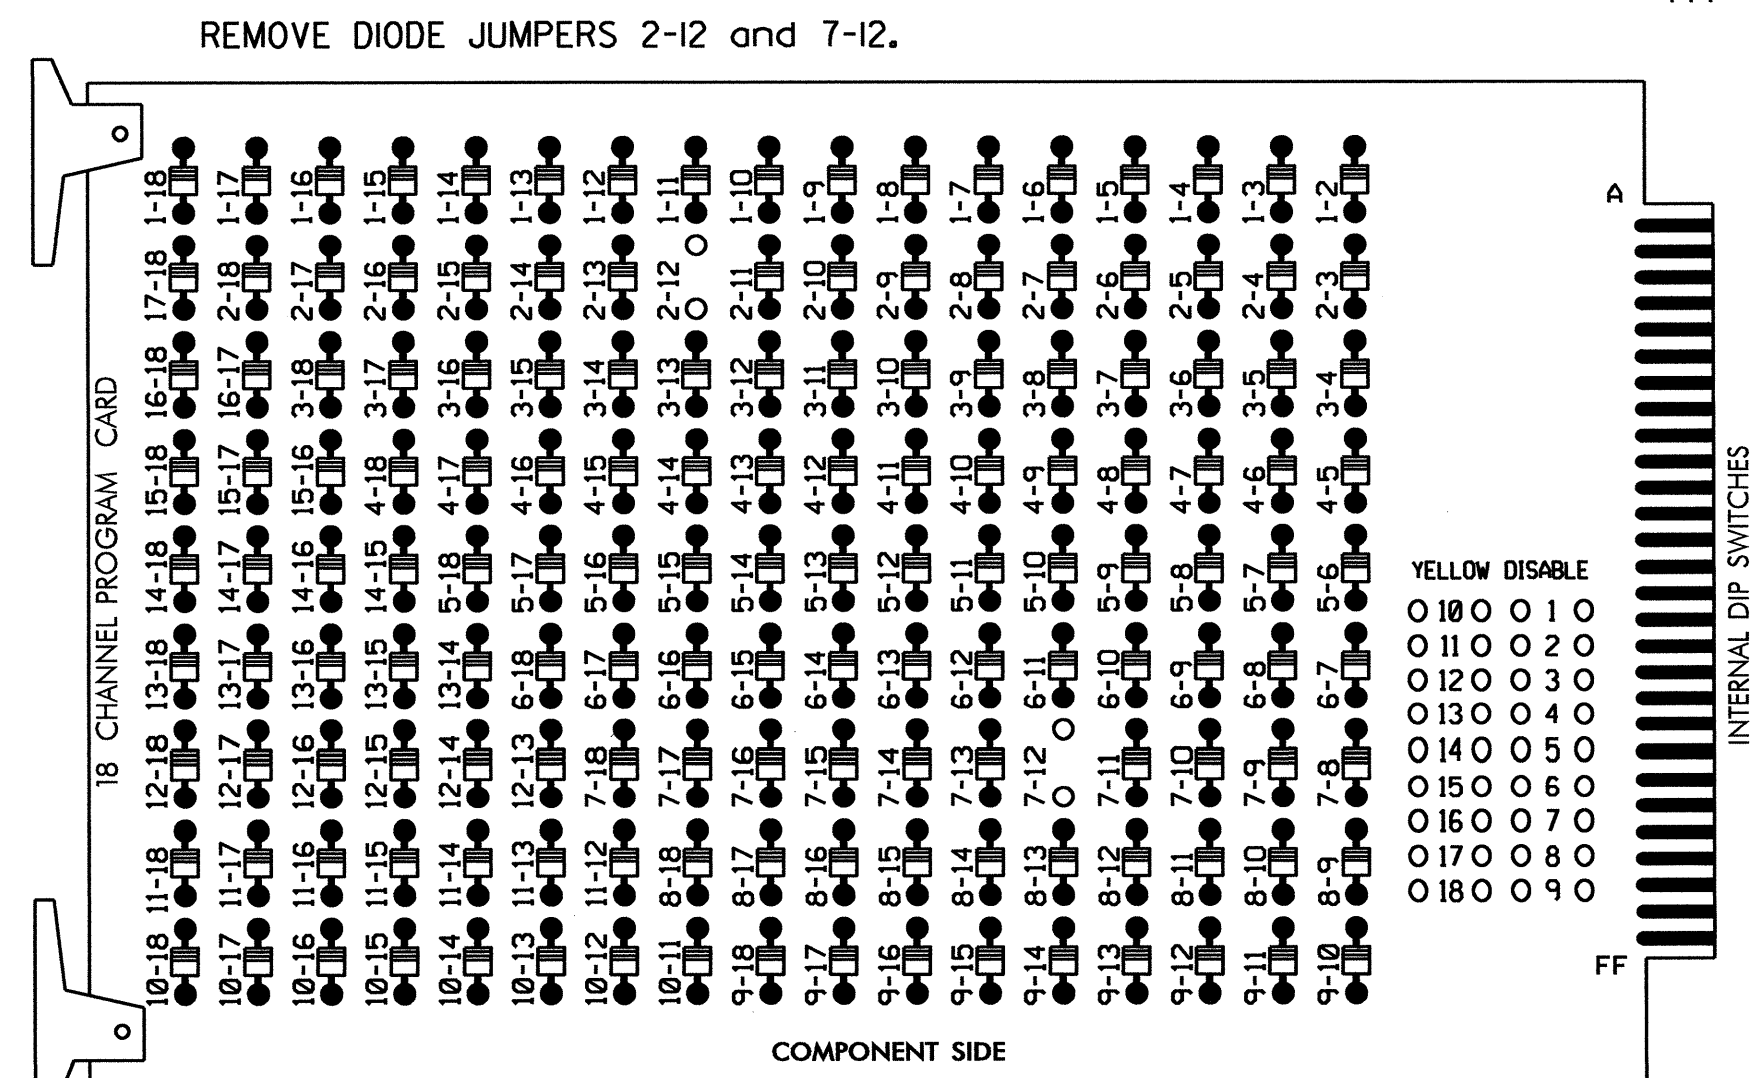 REMOVE DIODE JUMPERS 2-12 and 7-12.
1-18 1-17 1-16 1-15 1-14 1-13 1-12 1-11 1-10 1-9 1-8 1-7 1-6 1-5 1-4 1-3 1-2
17-18 2-18 2-17 2-16 2-15 2-14 2-13 2-12 2-11 2-10 2-9 2-8 2-7 2-6 2-5 2-4 2-3
16-18 16-17 3-18 3-17 3-16 3-15 3-14 3-13 3-12 3-11 3-10 3-9 3-8 3-7 3-6 3-5 3-4
15-18 15-17 15-16 4-18 4-17 4-16 4-15 4-14 4-13 4-12 4-11 4-10 4-9 4-8 4-7 4-6 4-5
14-18 14-17 14-16 14-15 5-18 5-17 5-16 5-15 5-14 5-13 5-12 5-11 5-10 5-9 5-8 5-7 5-6
13-18 13-17 13-16 13-15 13-14 6-18 6-17 6-16 6-15 6-14 6-13 6-12 6-11 6-10 6-9 6-8 6-7
12-18 12-17 12-16 12-15 12-14 12-13 7-18 7-17 7-16 7-15 7-14 7-13 7-12 7-11 7-10 7-9 7-8
11-18 11-17 11-16 11-15 11-14 11-13 11-12 8-18 8-17 8-16 8-15 8-14 8-13 8-12 8-11 8-10 8-9
10-18 10-17 10-16 10-15 10-14 10-13 10-12 10-11 9-18 9-17 9-16 9-15 9-14 9-13 9-12 9-11 9-10
18 CHANNEL PROGRAM CARD
A
YELLOW DISABLE
10 1
11 2
12 3
13 4
14 5
15 6
16 7
17 8
18 9
FF
INTERNAL DIP SWITCHES
COMPONENT SIDE